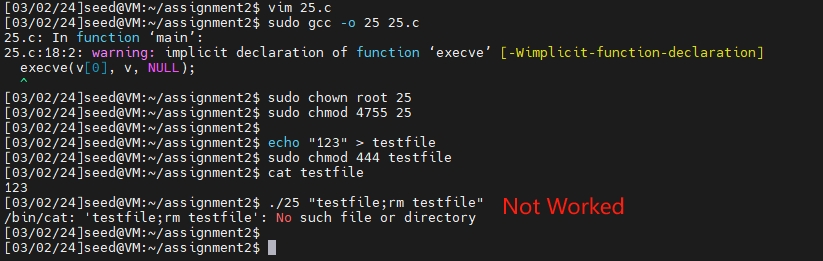 [03/02/24]seed@VM:~/assignment2$ vim 25.c
[03/02/24]seed@VM:~/assignment2$ sudo gcc -o 25 25.c
25.c: In function ‘main’:
25.c:18:2: warning: implicit declaration of function ‘execve’ [-Wimplicit-function-declaration]
  execve(v[0], v, NULL);
  ^
[03/02/24]seed@VM:~/assignment2$ sudo chown root 25
[03/02/24]seed@VM:~/assignment2$ sudo chmod 4755 25
[03/02/24]seed@VM:~/assignment2$
[03/02/24]seed@VM:~/assignment2$ echo "123" > testfile
[03/02/24]seed@VM:~/assignment2$ sudo chmod 444 testfile
[03/02/24]seed@VM:~/assignment2$ cat testfile
123
[03/02/24]seed@VM:~/assignment2$ ./25 "testfile;rm testfile"
Not Worked
/bin/cat: 'testfile;rm testfile': No such file or directory
[03/02/24]seed@VM:~/assignment2$
[03/02/24]seed@VM:~/assignment2$